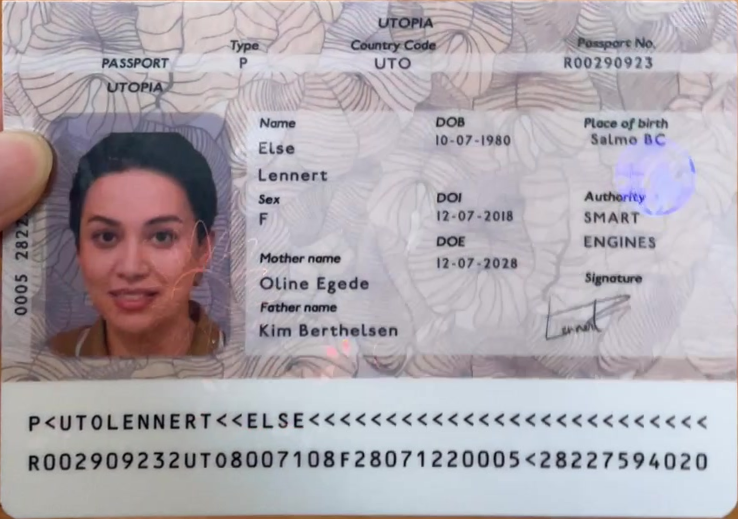 UTOPIA
Type Country Code Passport No.
PASSPORT P UTO R00290923
UTOPIA
Name DOB Place of birth
Else 10-07-1980 Salmo BC
Lennert
Sex DOI Authority
F 12-07-2018 SMART
DOE ENGINES
Mother name 12-07-2028
Oline Egede Signature
Father name
Kim Berthelsen Lennert
0005 2822
P<UTOLENNERT<<ELSE<<<<<<<<<<<<<<<<<<<<<<<<<<
R002909232UTO8007108F28071220005<28227594020